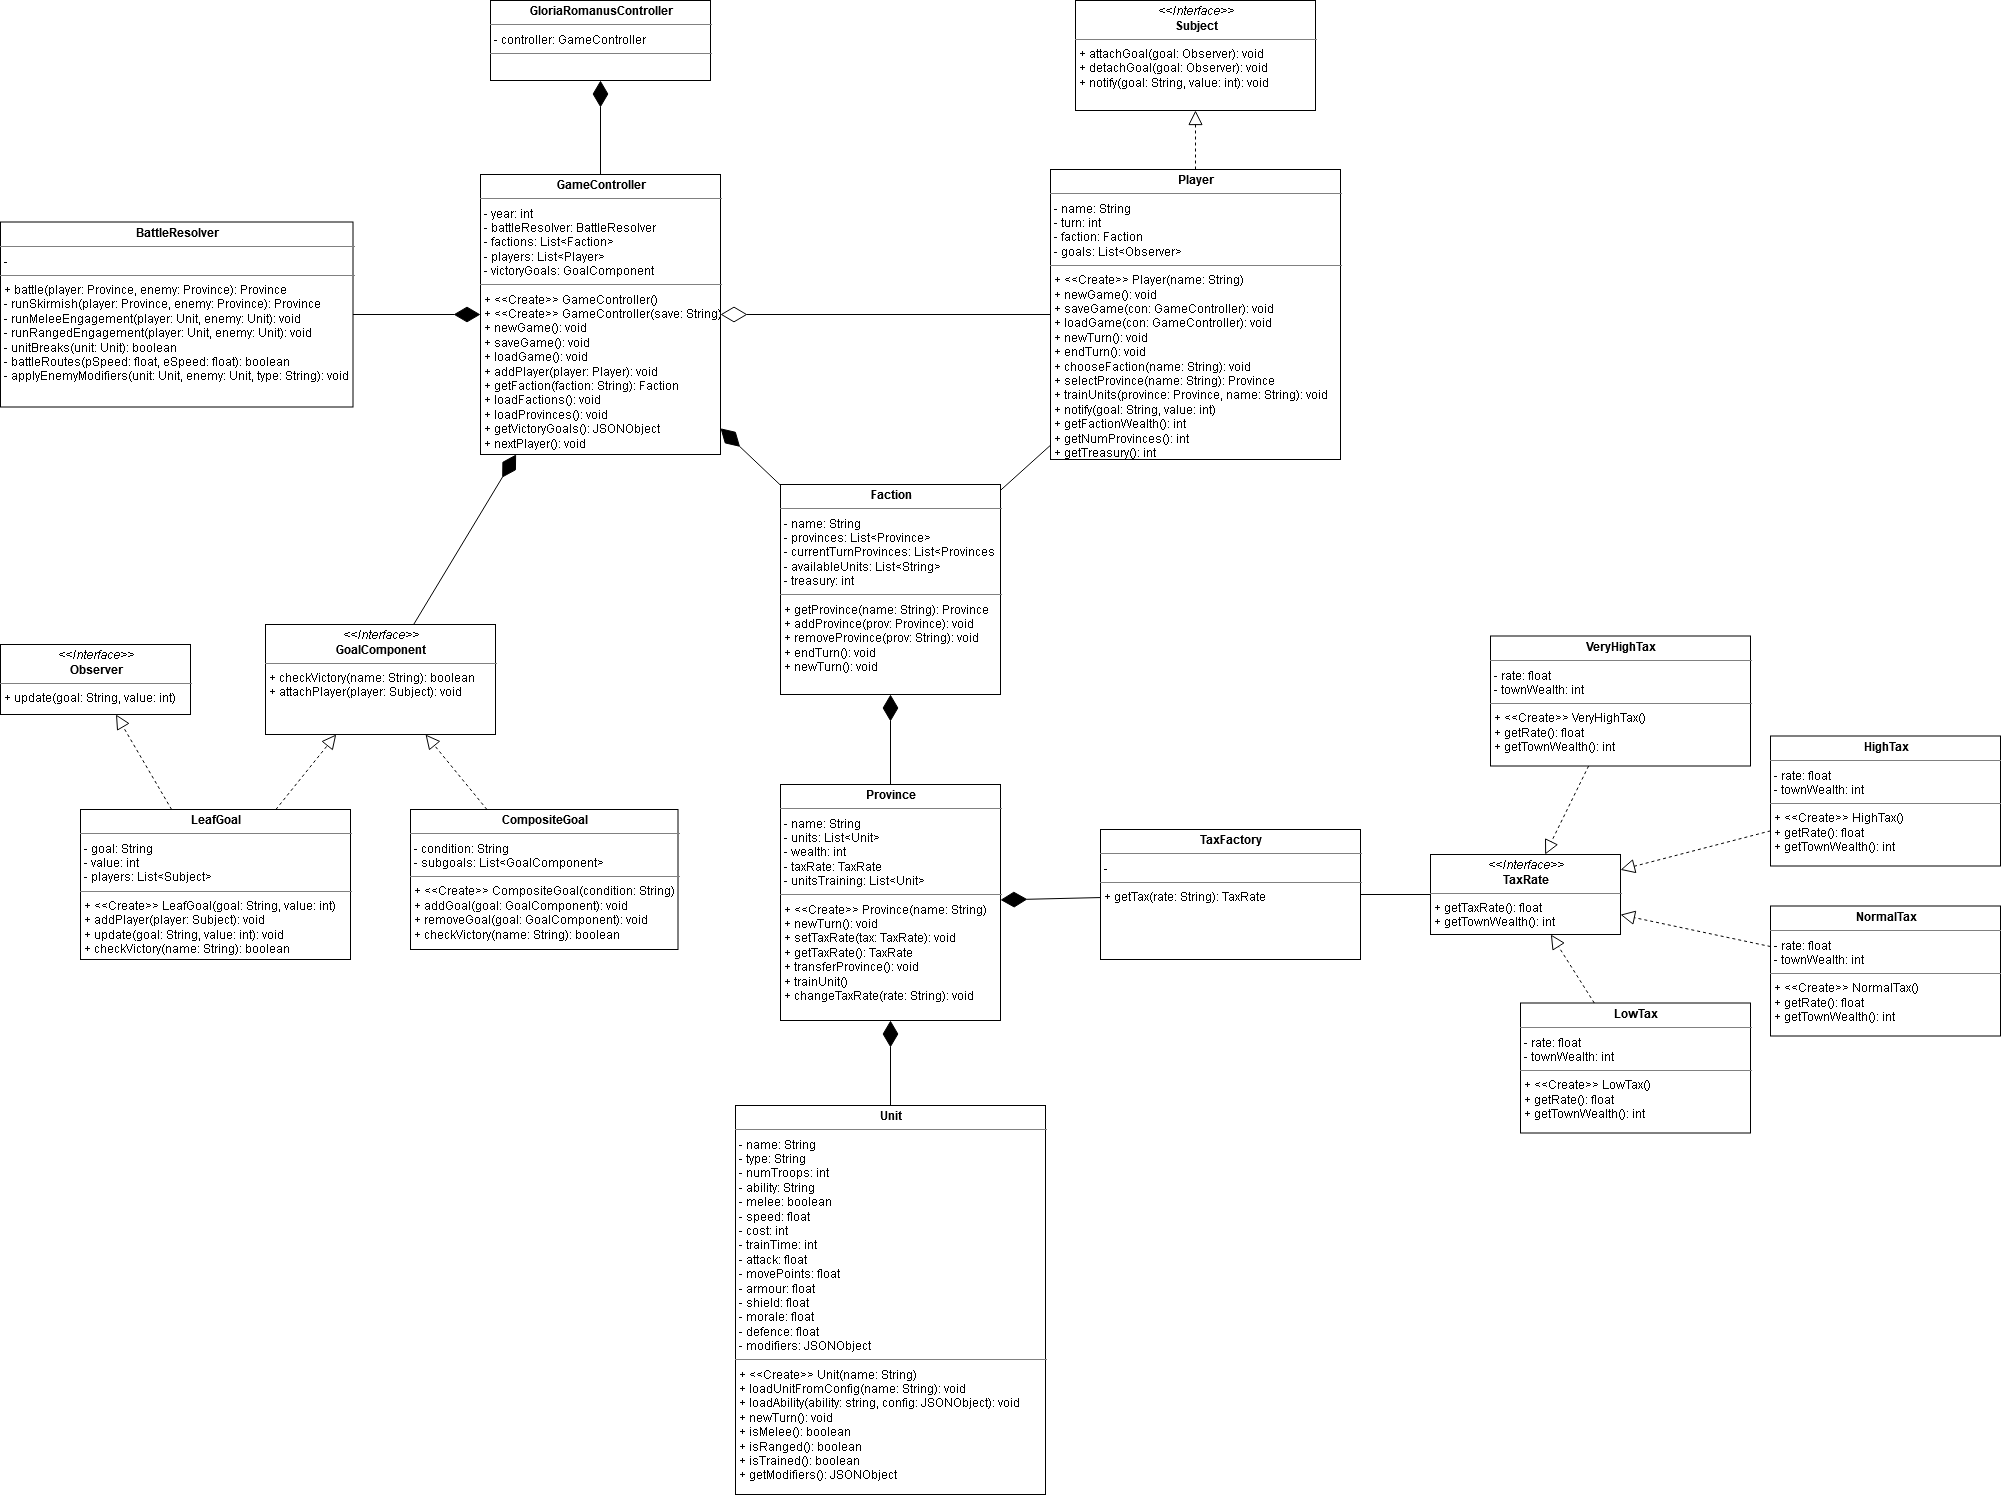 GloriaRomanusController
- controller: GameController
<<Interface>>
Subject
+ attachGoal(goal: Observer): void
+ detachGoal(goal: Observer): void
+ notify(goal: String, value: int): void
GameController
- year: int
- battleResolver: BattleResolver
- factions: List<Faction>
- players: List<Player>
- victoryGoals: GoalComponent
+ <<Create>> GameController()
+ <<Create>> GameController(save: String)
+ newGame(): void
+ saveGame(): void
+ loadGame(): void
+ addPlayer(player: Player): void
+ getFaction(faction: String): Faction
+ loadFactions(): void
+ loadProvinces(): void
+ getVictoryGoals(): JSONObject
+ nextPlayer(): void
Player
- name: String
- turn: int
- faction: Faction
- goals: List<Observer>
+ <<Create>> Player(name: String)
+ newGame(): void
+ saveGame(con: GameController): void
+ loadGame(con: GameController): void
+ newTurn(): void
+ endTurn(): void
+ chooseFaction(name: String): void
+ selectProvince(name: String): Province
+ trainUnits(province: Province, name: String): void
+ notify(goal: String, value: int)
+ getFactionWealth(): int
+ getNumProvinces(): int
+ getTreasury(): int
BattleResolver
-
+ battle(player: Province, enemy: Province): Province
- runSkirmish(player: Province, enemy: Province): Province
- runMeleeEngagement(player: Unit, enemy: Unit): void
- runRangedEngagement(player: Unit, enemy: Unit): void
- unitBreaks(unit: Unit): boolean
- battleRoutes(pSpeed: float, eSpeed: float): boolean
- applyEnemyModifiers(unit: Unit, enemy: Unit, type: String): void
Faction
- name: String
- provinces: List<Province>
- currentTurnProvinces: List<Provinces
- availableUnits: List<String>
- treasury: int
+ getProvince(name: String): Province
+ addProvince(prov: Province): void
+ removeProvince(prov: String): void
+ endTurn(): void
+ newTurn(): void
<<Interface>>
Observer
+ update(goal: String, value: int)
<<Interface>>
GoalComponent
+ checkVictory(name: String): boolean
+ attachPlayer(player: Subject): void
LeafGoal
- goal: String
- value: int
- players: List<Subject>
+ <<Create>> LeafGoal(goal: String, value: int)
+ addPlayer(player: Subject): void
+ update(goal: String, value: int): void
+ checkVictory(name: String): boolean
CompositeGoal
- condition: String
- subgoals: List<GoalComponent>
+ <<Create>> CompositeGoal(condition: String)
+ addGoal(goal: GoalComponent): void
+ removeGoal(goal: GoalComponent): void
+ checkVictory(name: String): boolean
Province
- name: String
- units: List<Unit>
- wealth: int
- taxRate: TaxRate
- unitsTraining: List<Unit>
+ <<Create>> Province(name: String)
+ newTurn(): void
+ setTaxRate(tax: TaxRate): void
+ getTaxRate(): TaxRate
+ transferProvince(): void
+ trainUnit()
+ changeTaxRate(rate: String): void
TaxFactory
-
+ getTax(rate: String): TaxRate
<<Interface>>
TaxRate
+ getTaxRate(): float
+ getTownWealth(): int
VeryHighTax
- rate: float
- townWealth: int
+ <<Create>> VeryHighTax()
+ getRate(): float
+ getTownWealth(): int
HighTax
- rate: float
- townWealth: int
+ <<Create>> HighTax()
+ getRate(): float
+ getTownWealth(): int
NormalTax
- rate: float
- townWealth: int
+ <<Create>> NormalTax()
+ getRate(): float
+ getTownWealth(): int
LowTax
- rate: float
- townWealth: int
+ <<Create>> LowTax()
+ getRate(): float
+ getTownWealth(): int
Unit
- name: String
- type: String
- numTroops: int
- ability: String
- melee: boolean
- speed: float
- cost: int
- trainTime: int
- attack: float
- movePoints: float
- armour: float
- shield: float
- morale: float
- defence: float
- modifiers: JSONObject
+ <<Create>> Unit(name: String)
+ loadUnitFromConfig(name: String): void
+ loadAbility(ability: string, config: JSONObject): void
+ newTurn(): void
+ isMelee(): boolean
+ isRanged(): boolean
+ isTrained(): boolean
+ getModifiers(): JSONObject